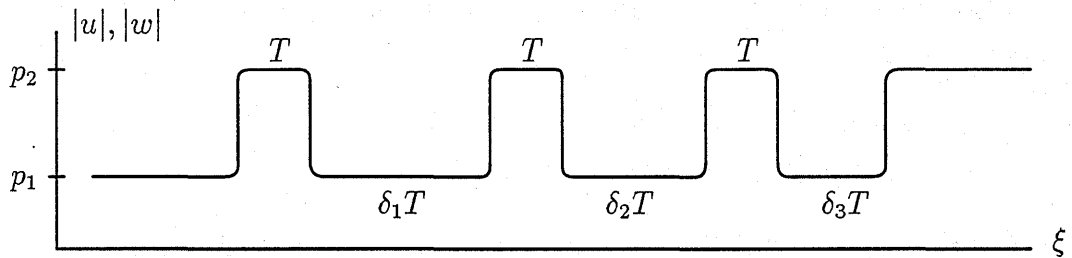 |u|, |w|
T T T
p₂
p₁
δ₁T δ₂T δ₃T
ξ